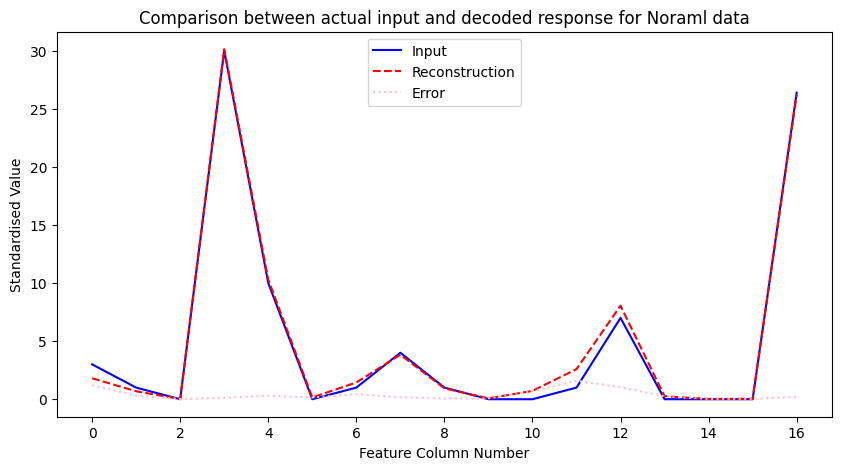 Comparison between actual input and decoded response for Noraml data
Input
Reconstruction
Error
Standardised Value
30
25
20
15
10
5
0
0 2 4 6 8 10 12 14 16
Feature Column Number